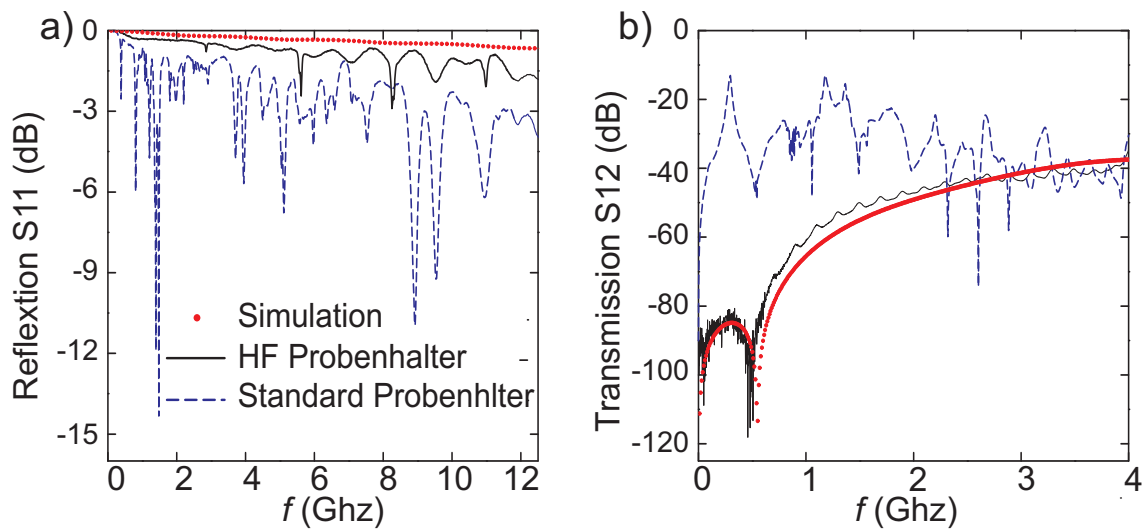 a)
0
-3
-6
-9
-12
-15
Reflextion S11 (dB)
Simulation
HF Probenhalter
Standard Probenhlter
0 2 4 6 8 10 12
f (Ghz)
b)
0
-20
-40
-60
-80
-100
-120
Transmission S12 (dB)
0 1 2 3 4
f (Ghz)